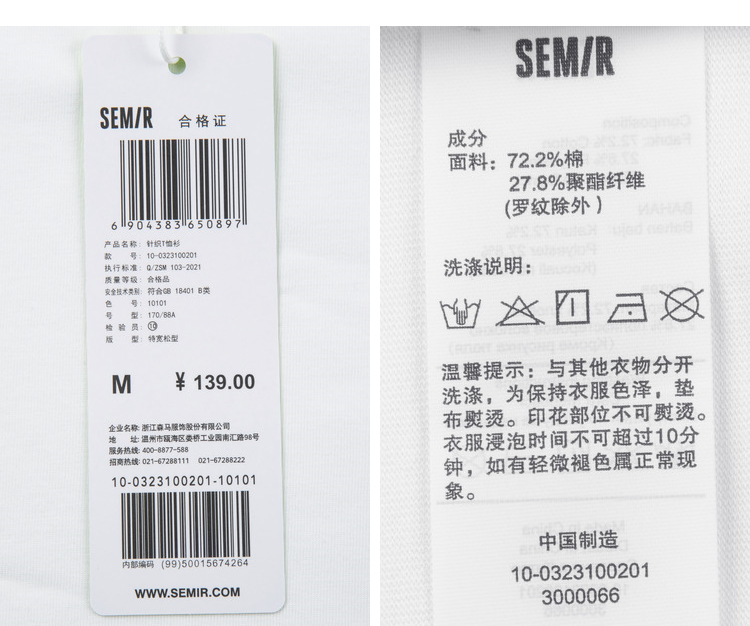 SEMIR 合格证
6 904383 650897
产品名称: 针织T恤衫
款 号: 10-0323100201
执行标准: Q/ZSM 103-2021
质量等级: 合格品
安全技术类别: 符合GB 18401 B类
色 号: 10101
号 型: 170/88A
检 验 员: ⑩
版 型: 特宽松型
M ¥ 139.00
企业名称: 浙江森马服饰股份有限公司
地 址: 温州市瓯海区娄桥工业园南汇路98号
服务热线: 400-8877-588
招商热线: 021-67288111 021-67288222
10-0323100201-10101
内部编码 (99)50015674264
WWW.SEMIR.COM
SEMIR
成分
面料: 72.2%棉
27.8%聚酯纤维
(罗纹除外)
洗涤说明:
温馨提示: 与其他衣物分开
洗涤, 为保持衣服色泽, 垫
布熨烫。印花部位不可熨烫。
衣服浸泡时间不可超过10分
钟, 如有轻微褪色属正常现
象。
中国制造
10-0323100201
3000066